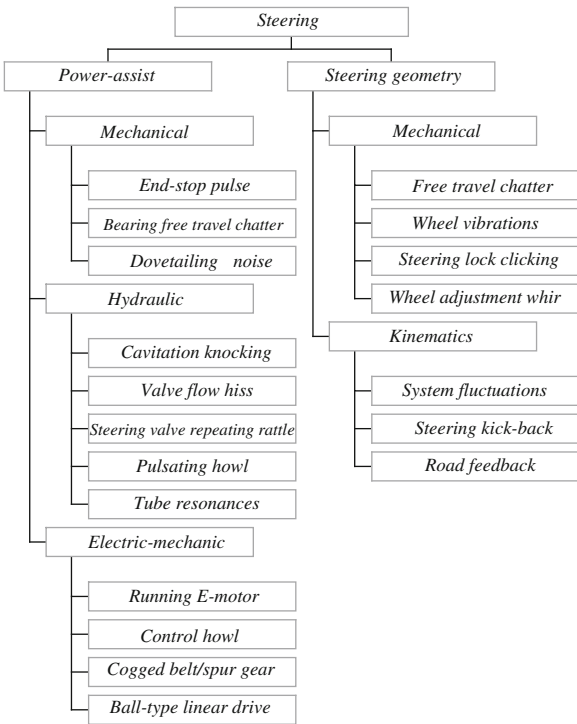 Steering
Power-assist
Mechanical
End-stop pulse
Bearing free travel chatter
Dovetailing noise
Hydraulic
Cavitation knocking
Valve flow hiss
Steering valve repeating rattle
Pulsating howl
Tube resonances
Electric-mechanic
Running E-motor
Control howl
Cogged belt/spur gear
Ball-type linear drive
Steering geometry
Mechanical
Free travel chatter
Wheel vibrations
Steering lock clicking
Wheel adjustment whir
Kinematics
System fluctuations
Steering kick-back
Road feedback